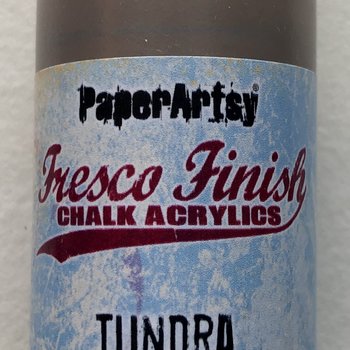 PaperArtsy®
Fresco Finish
CHALK ACRYLICS
TUNDRA